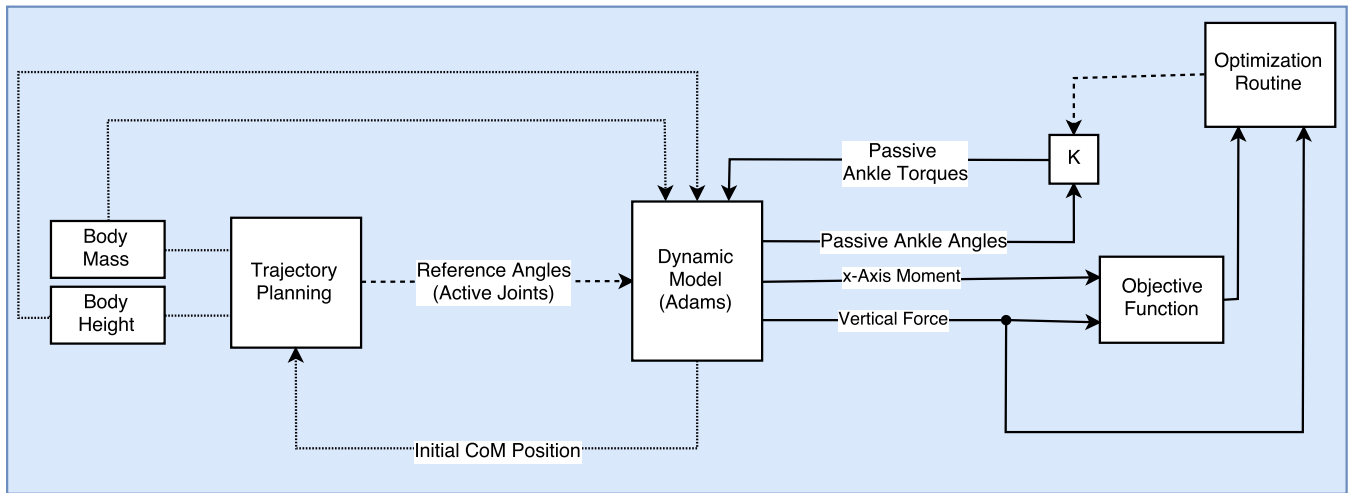 Optimization
Routine
Passive
Ankle Torques
K
Body
Mass
Body
Height
Trajectory
Planning
Reference Angles
(Active Joints)
Dynamic
Model
(Adams)
Passive Ankle Angles
x-Axis Moment
Vertical Force
Objective
Function
Initial CoM Position